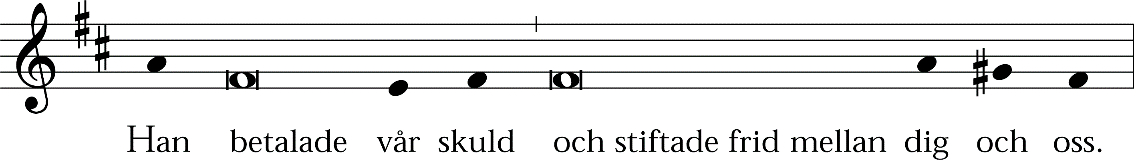 Han betalade vår skuld och stiftade frid mellan dig och oss.